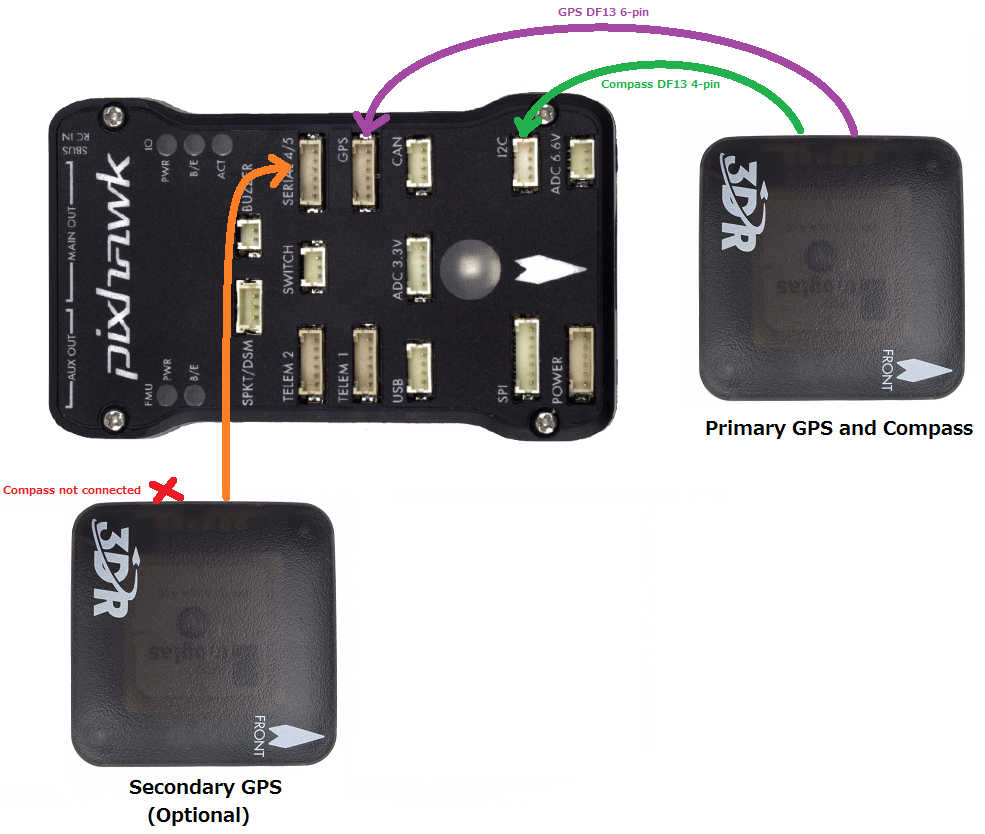 GPS DF13 6-pin
Compass DF13 4-pin
RC IN
SBUS
IO
PWR
B/E
ACT
BUZZER
SERIAL 4/5
GPS
CAN
I2C
ADC 6.6V
MAIN OUT
AUX OUT
pixhawk
SWITCH
ADC 3.3V
FMU
PWR
B/E
SPKT/DSM
TELEM 2
TELEM 1
USB
SPI
POWER
3DR
FRONT
Primary GPS and Compass
Compass not connected
3DR
FRONT
Secondary GPS
(Optional)